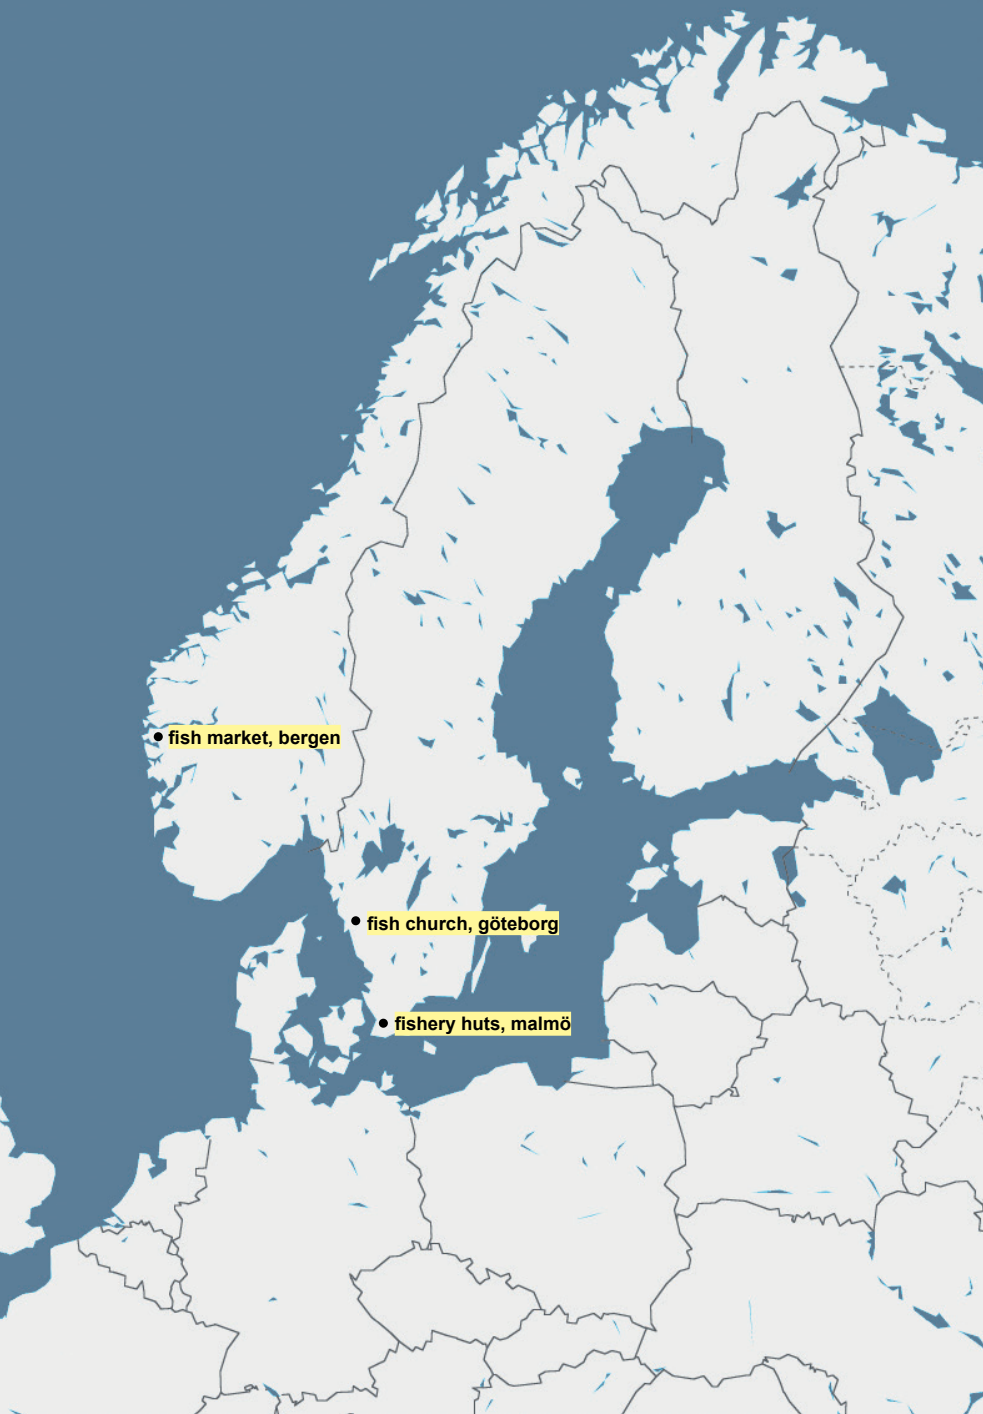 fish market, bergen
fish church, göteborg
fishery huts, malmö